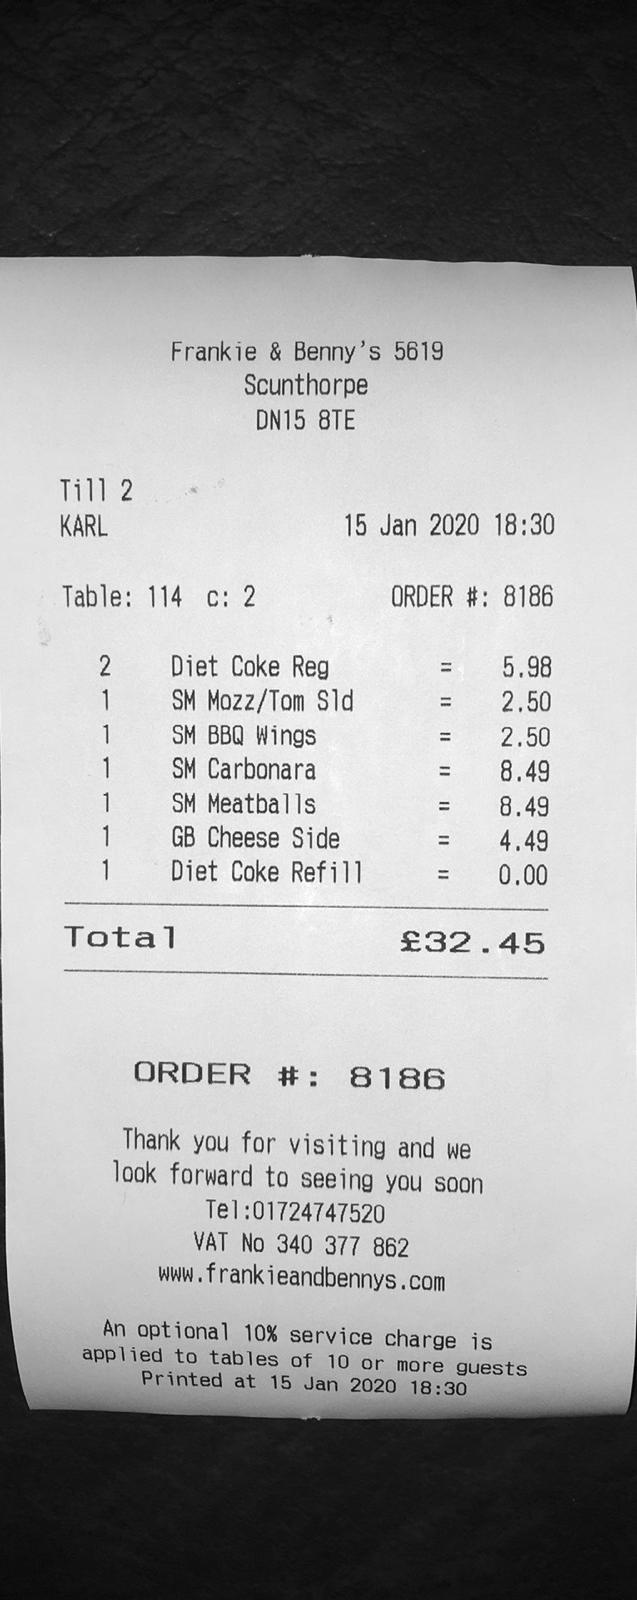 Frankie & Benny's 5619
Scunthorpe
DN15 8TE
Till 2
KARL 15 Jan 2020 18:30
Table: 114 c: 2 ORDER #: 8186
2 Diet Coke Reg = 5.98
1 SM Mozz/Tom Sld = 2.50
1 SM BBQ Wings = 2.50
1 SM Carbonara = 8.49
1 SM Meatballs = 8.49
1 GB Cheese Side = 4.49
1 Diet Coke Refill = 0.00
Total £32.45
ORDER #: 8186
Thank you for visiting and we
look forward to seeing you soon
Tel:01724747520
VAT No 340 377 862
www.frankieandbennys.com
An optional 10% service charge is
applied to tables of 10 or more guests
Printed at 15 Jan 2020 18:30